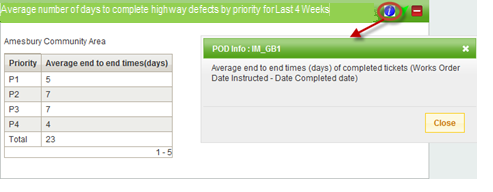 Average number of days to complete highway defects by priority for Last 4 Weeks
Amesbury Community Area
Priority Average end to end times(days)
P1 5
P2 7
P3 7
P4 4
Total 23
1 - 5
POD Info : IM_GB1
Average end to end times (days) of completed tickets (Works Order
Date Instructed - Date Completed date)
Close